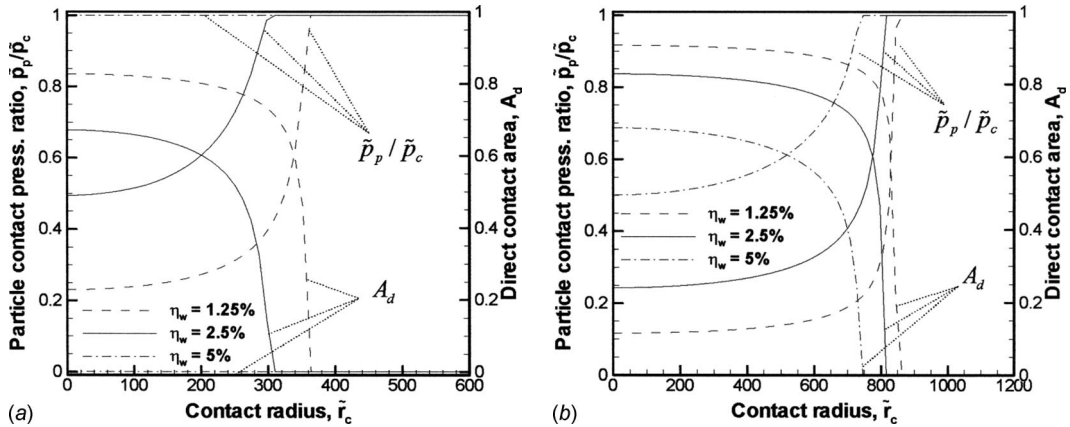 (a)
Particle contact press. ratio, p̃p/p̃c
1
0.8
0.6
0.4
0.2
0
0 100 200 300 400 500 600
Contact radius, r̃c
1
0.8
0.6
0.4
0.2
0
Direct contact area, Ad
p̃p / p̃c
Ad
ηw = 1.25%
ηw = 2.5%
ηw = 5%
(b)
Particle contact press. ratio, p̃p/p̃c
1
0.8
0.6
0.4
0.2
0
0 200 400 600 800 1000 1200
Contact radius, r̃c
1
0.8
0.6
0.4
0.2
0
Direct contact area, Ad
p̃p / p̃c
ηw = 1.25%
ηw = 2.5%
ηw = 5%
Ad